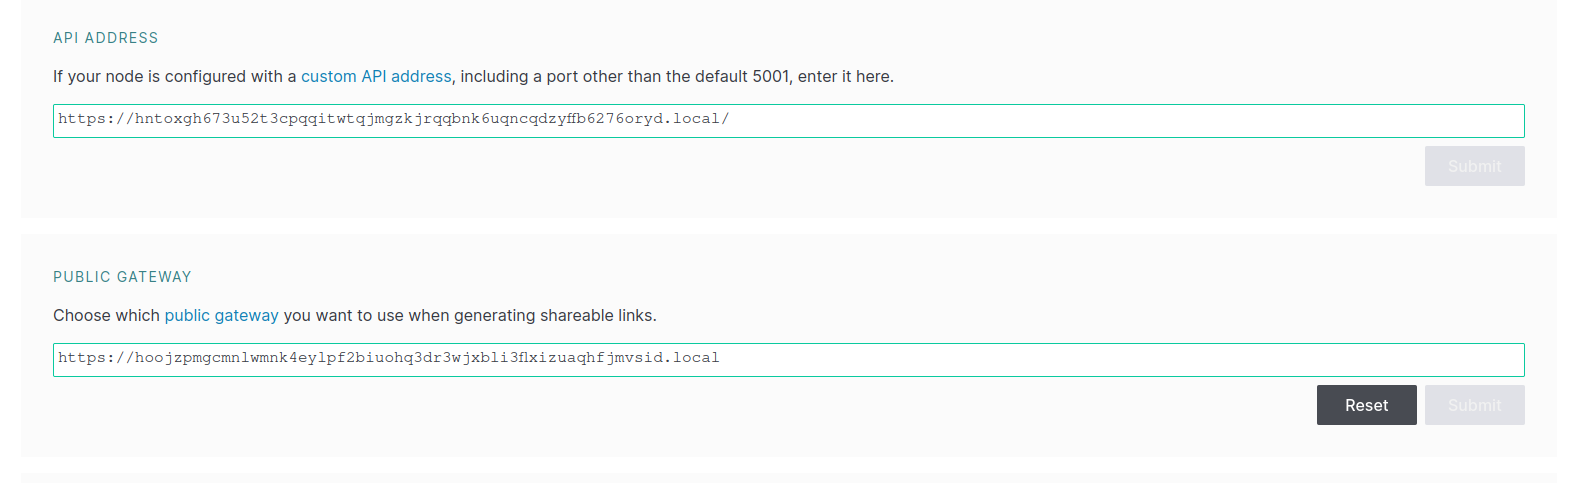 API ADDRESS
If your node is configured with a custom API address, including a port other than the default 5001, enter it here.
https://hntoxgh673u52t3cpqqitwtqjmgzkjrqqbnk6uqncqdzyffb6276oryd.local/
Submit
PUBLIC GATEWAY
Choose which public gateway you want to use when generating shareable links.
https://hoojzpmgcmnlwmnk4eylpf2biuohq3dr3wjxbli3flxizuaqhfjmvsid.local
Reset Submit